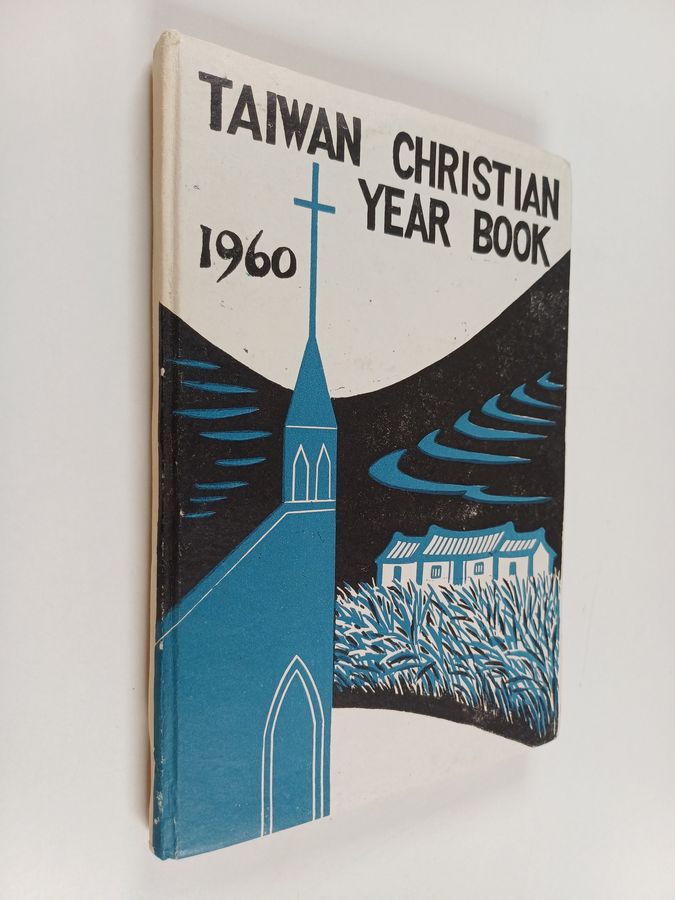 TAIWAN CHRISTIAN
YEAR BOOK
1960